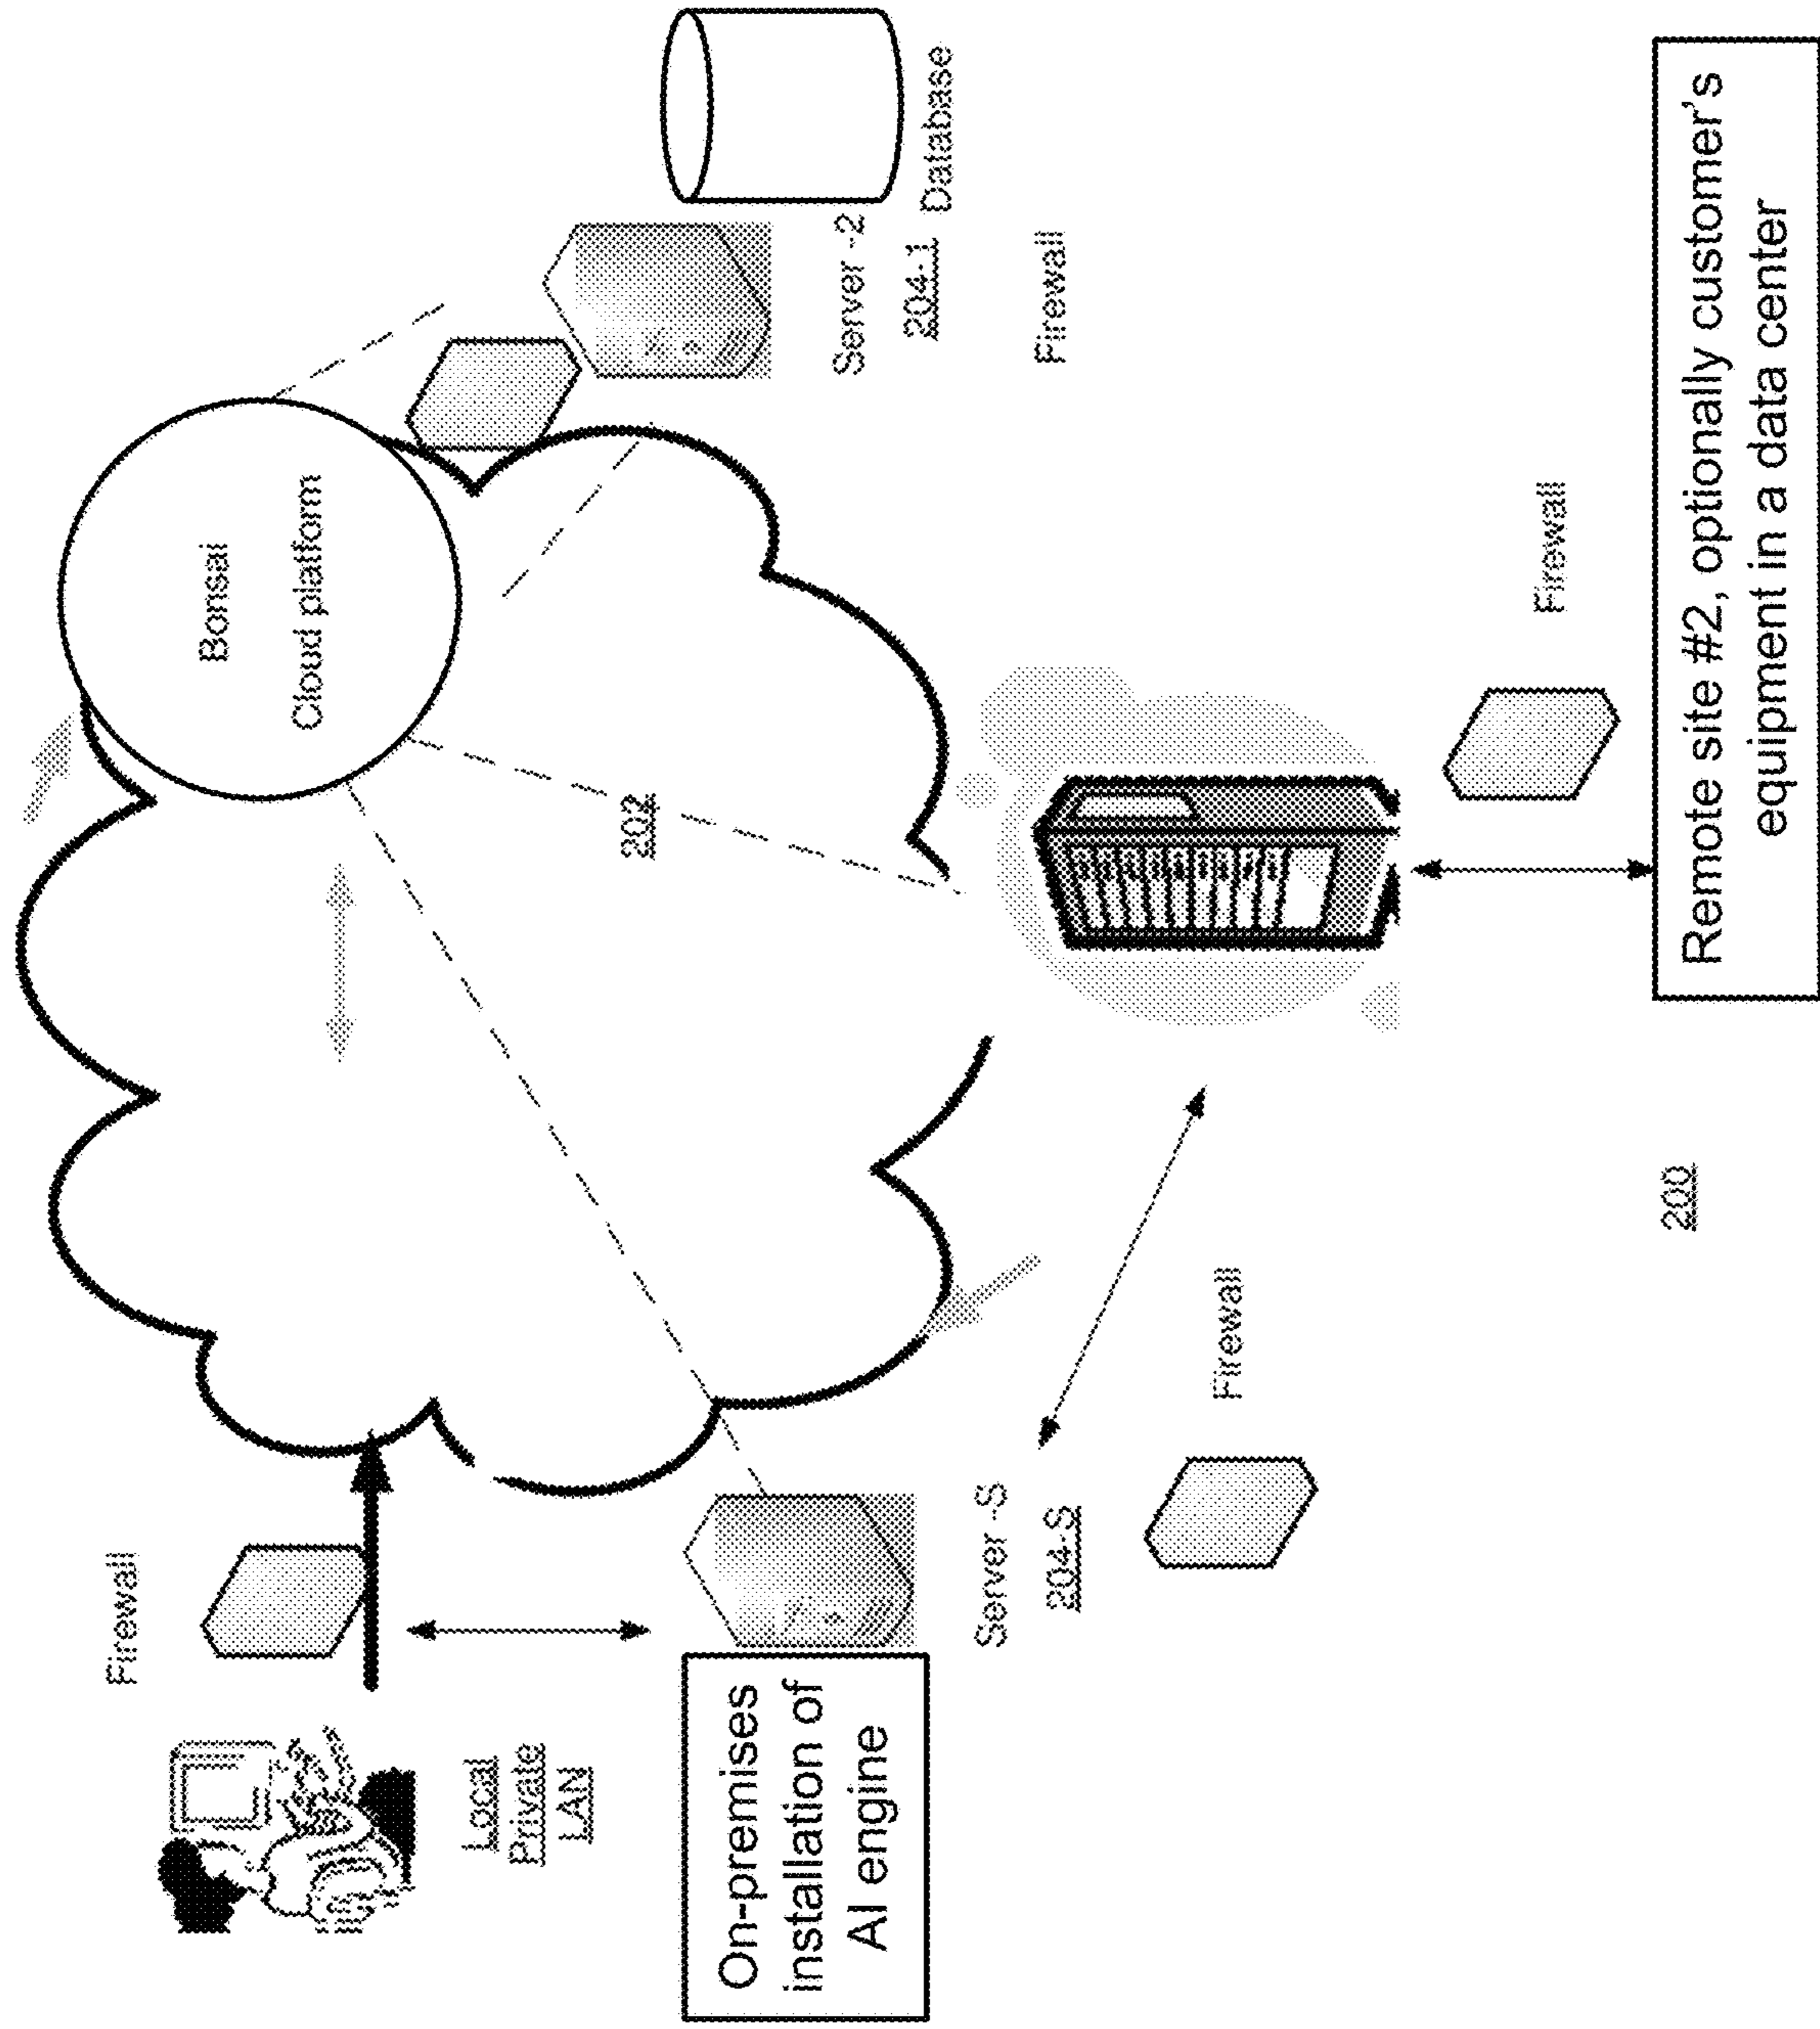 Firewall
Bonsai
Cloud platform
Local
Private
LAN
202
On-premises
installation of
AI engine
Server -2
204-1
Database
Server -S
204-S
Firewall
Firewall
Firewall
200
Remote site #2, optionally customer's
equipment in a data center